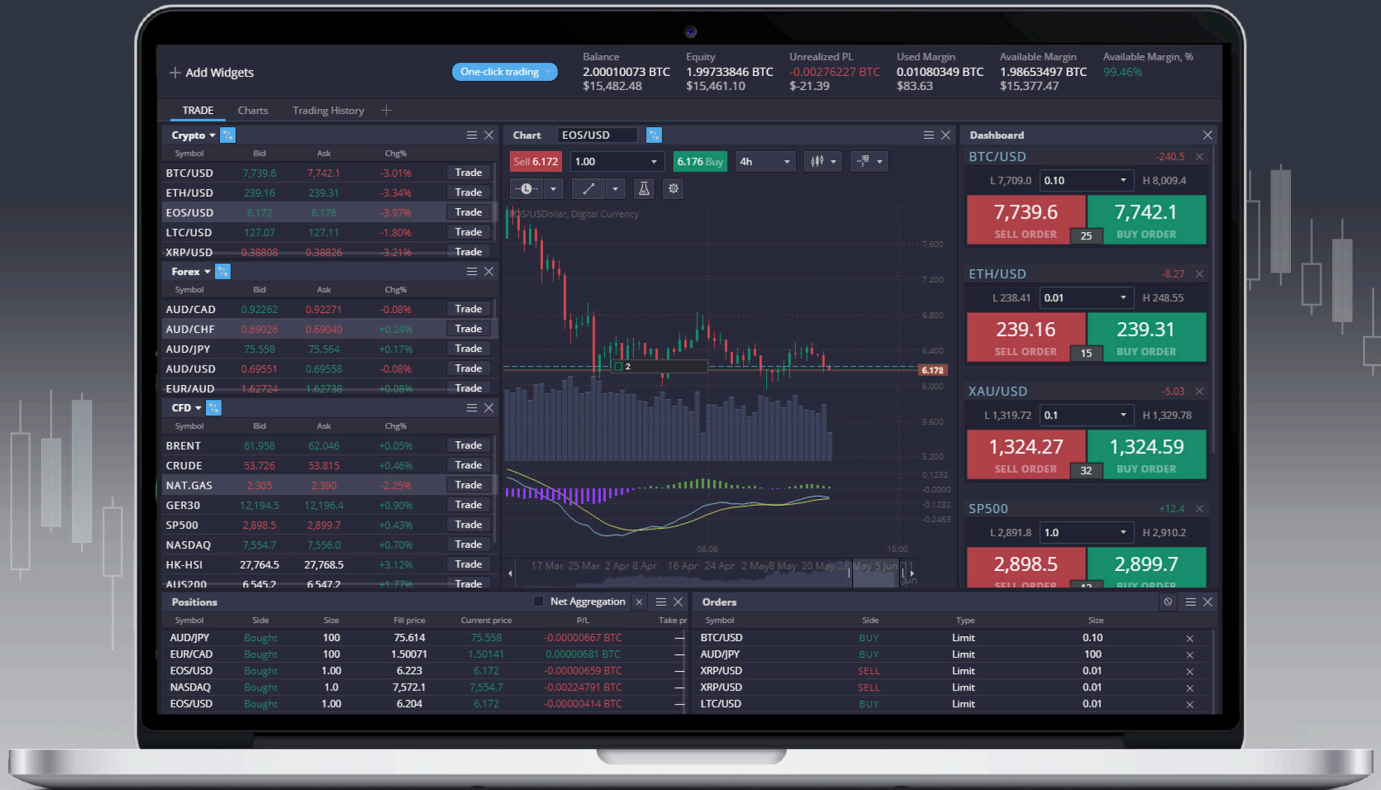 Add Widgets
One-click trading
Balance Equity Unrealized PL Used Margin Available Margin Available Margin, %
2.00010073 BTC 1.99733846 BTC -0.00276227 BTC 0.01080349 BTC 1.98653497 BTC 99.46%
$15,482.48 $15,461.10 $-21.39 $83.63 $15,377.47
TRADE Charts Trading History
Crypto
Symbol Bid Ask Chg%
BTC/USD 7,739.6 7,742.1 -3.01% Trade
ETH/USD 239.16 239.31 -3.34% Trade
EOS/USD 6.172 6.176 -3.97% Trade
LTC/USD 127.07 127.11 -1.80% Trade
XRP/USD 0.38808 0.38826 -3.21% Trade
Forex
Symbol Bid Ask Chg%
AUD/CAD 0.92262 0.92271 -0.08% Trade
AUD/CHF 0.69026 0.69040 +0.24% Trade
AUD/JPY 75.558 75.564 +0.17% Trade
AUD/USD 0.69551 0.69558 -0.08% Trade
EUR/AUD 1.62724 1.62738 +0.08% Trade
CFD
Symbol Bid Ask Chg%
BRENT 61.958 62.046 +0.05% Trade
CRUDE 53.726 53.815 +0.46% Trade
NAT.GAS 2.305 2.390 -2.25% Trade
GER30 12,194.5 12,196.4 +0.90% Trade
SP500 2,898.5 2,899.7 +0.43% Trade
NASDAQ 7,554.7 7,556.0 +0.70% Trade
HK-HSI 27,764.5 27,768.5 +3.12% Trade
AUS200 6,545.2 6,547.2 +1.77% Trade
Chart EOS/USD
Sell 6.172 1.00 6.176 Buy 4h
L
EOS/USDollar, Digital Currency
7.600
7.200
6.800
6.400
2
6.172
6.000
5.600
5.200
0.1232
-0.0000
-0.1232
-0.2463
08.06 15:00
17 Mar 25 Mar 2 Apr 8 Apr 16 Apr 24 Apr 2 May 8 May 20 May 28 May 5 Jun 11 Jun
Dashboard
BTC/USD -240.5
L 7,709.0 0.10 H 8,009.4
7,739.6 7,742.1
SELL ORDER 25 BUY ORDER
ETH/USD -8.27
L 238.41 0.01 H 248.55
239.16 239.31
SELL ORDER 15 BUY ORDER
XAU/USD -5.03
L 1,319.72 0.1 H 1,329.78
1,324.27 1,324.59
SELL ORDER 32 BUY ORDER
SP500 +12.4
L 2,891.8 1.0 H 2,910.2
2,898.5 2,899.7
SELL ORDER 12 BUY ORDER
Positions Net Aggregation
Symbol Side Size Fill price Current price P/L Take pr
AUD/JPY Bought 100 75.614 75.558 -0.00000667 BTC —
EUR/CAD Bought 100 1.50071 1.50141 0.00000681 BTC —
EOS/USD Bought 1.00 6.223 6.172 -0.00000659 BTC —
NASDAQ Bought 1.0 7,572.1 7,554.7 -0.00224791 BTC —
EOS/USD Bought 1.00 6.204 6.172 -0.00000414 BTC —
Orders
Symbol Side Type Size
BTC/USD BUY Limit 0.10
AUD/JPY BUY Limit 100
XRP/USD SELL Limit 0.01
XRP/USD SELL Limit 0.01
LTC/USD BUY Limit 0.01